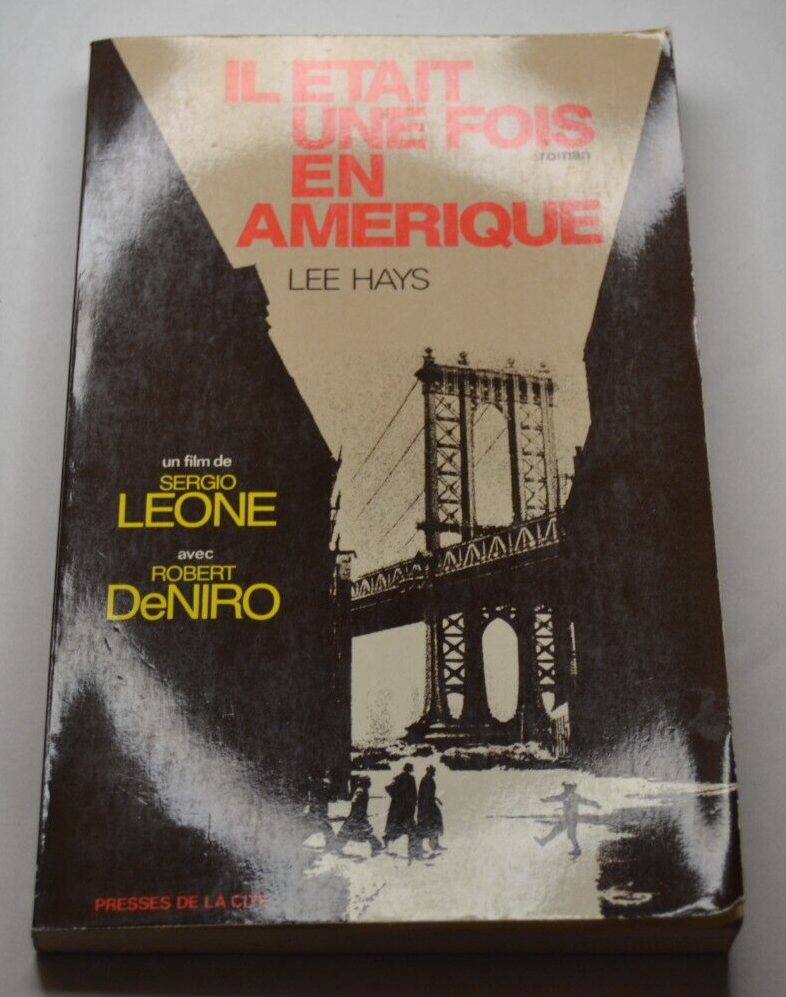 IL ETAIT
UNE FOIS
roman
EN
AMERIQUE
LEE HAYS
un film de
SERGIO
LEONE
avec
ROBERT
DeNIRO
PRESSES DE LA CITE